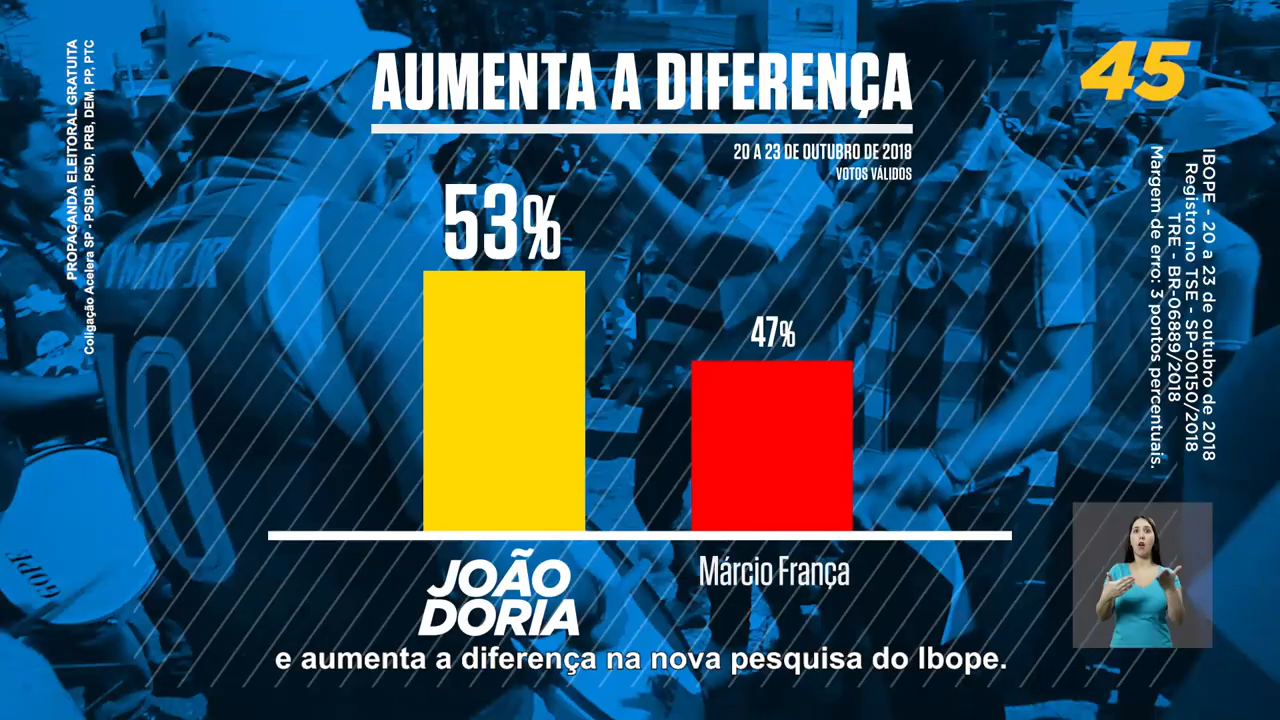 PROPAGANDA ELEITORAL GRATUITA
Coligação Acelera SP - PSDB, PSD, PRB, DEM, PP, PTC
AUMENTA A DIFERENÇA
20 A 23 DE OUTUBRO DE 2018
VOTOS VÁLIDOS
45
IBOPE - 20 a 23 de outubro de 2018
Registro no TSE - SP-00150/2018
TRE - BR-06889/2018
Margem de erro: 3 pontos percentuais.
53%
47%
JOÃO
DORIA
Márcio França
e aumenta a diferença na nova pesquisa do Ibope.
GOPE